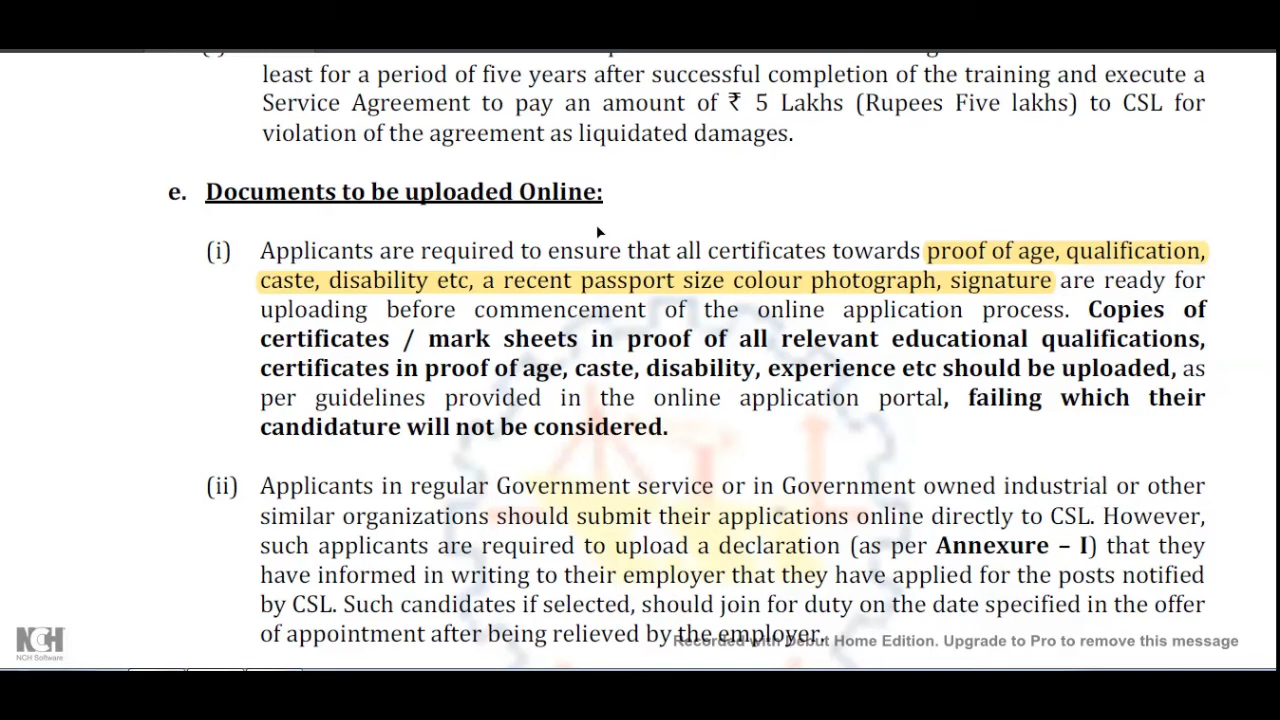 least for a period of five years after successful completion of the training and execute a
Service Agreement to pay an amount of ₹ 5 Lakhs (Rupees Five lakhs) to CSL for
violation of the agreement as liquidated damages.
e. Documents to be uploaded Online:
(i) Applicants are required to ensure that all certificates towards proof of age, qualification,
caste, disability etc, a recent passport size colour photograph, signature are ready for
uploading before commencement of the online application process. Copies of
certificates / mark sheets in proof of all relevant educational qualifications,
certificates in proof of age, caste, disability, experience etc should be uploaded, as
per guidelines provided in the online application portal, failing which their
candidature will not be considered.
(ii) Applicants in regular Government service or in Government owned industrial or other
similar organizations should submit their applications online directly to CSL. However,
such applicants are required to upload a declaration (as per Annexure – I) that they
have informed in writing to their employer that they have applied for the posts notified
by CSL. Such candidates if selected, should join for duty on the date specified in the offer
of appointment after being relieved by the employer.
Recorded with Debut Home Edition. Upgrade to Pro to remove this message
NCH
NCH Software